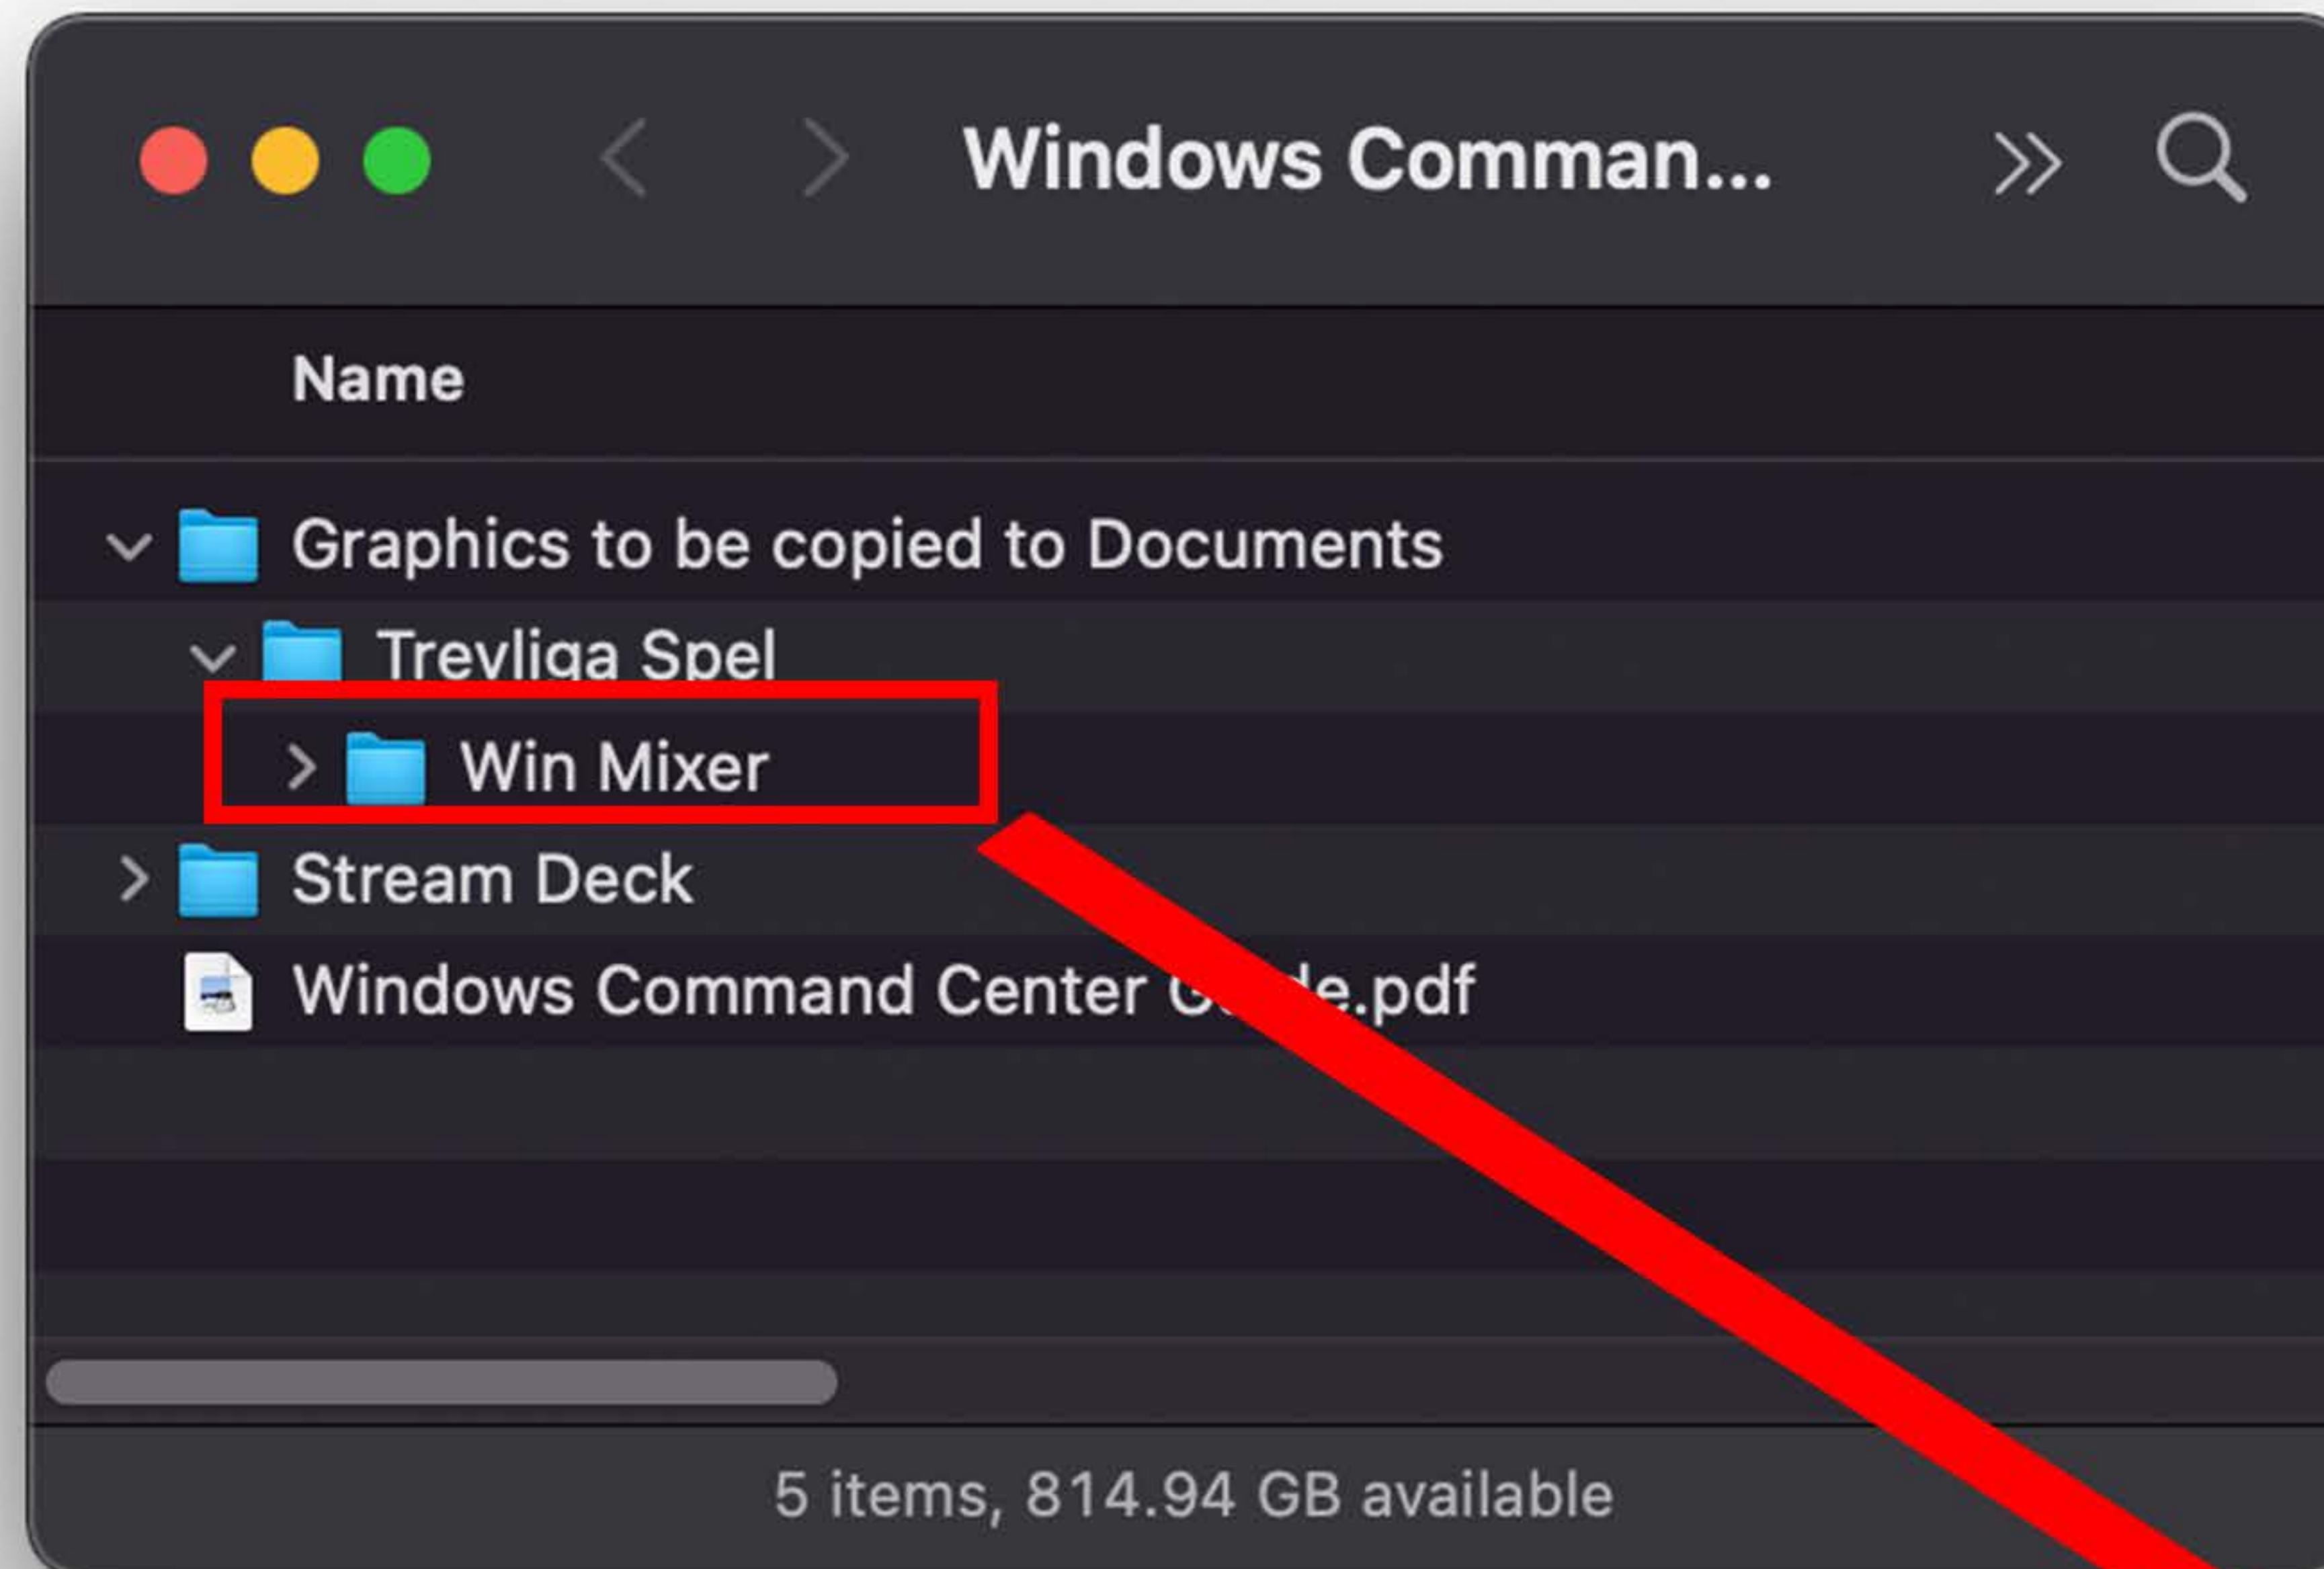 Windows Comman...
Name
Graphics to be copied to Documents
Trevliga Spel
Win Mixer
Stream Deck
Windows Command Center
5 items, 814.94 GB available